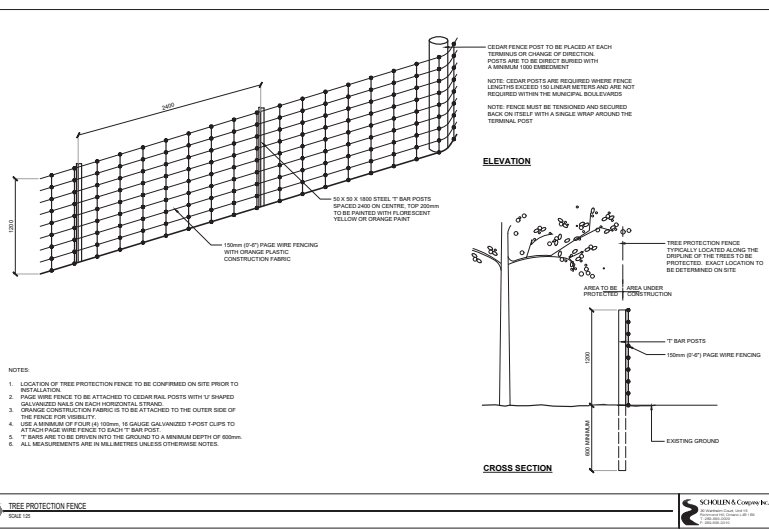 CEDAR FENCE POST TO BE PLACED AT EACH
TERMINUS OR CHANGE OF DIRECTION.
POSTS ARE TO BE DIRECT BURIED WITH
A MINIMUM 1000 EMBEDMENT
NOTE: CEDAR POSTS ARE REQUIRED WHERE FENCE
LENGTHS EXCEED 150 LINEAR METERS AND ARE NOT
REQUIRED WITHIN THE MUNICIPAL BOULEVARDS
NOTE: FENCE MUST BE TENSIONED AND SECURED
BACK ON ITSELF WITH A SINGLE WRAP AROUND THE
TERMINAL POST
2400
ELEVATION
50 X 50 X 1800 STEEL 'T' BAR POSTS
SPACED 2400 ON CENTRE, TOP 200mm
TO BE PAINTED WITH FLORESCENT
YELLOW OR ORANGE PAINT
1200
150mm (0'-6") PAGE WIRE FENCING
WITH ORANGE PLASTIC
CONSTRUCTION FABRIC
TREE PROTECTION FENCE
TYPICALLY LOCATED ALONG THE
DRIPLINE OF THE TREES TO BE
PROTECTED. EXACT LOCATION TO
BE DETERMINED ON SITE
AREA TO BE
PROTECTED
AREA UNDER
CONSTRUCTION
'T' BAR POSTS
1200
150mm (0'-6") PAGE WIRE FENCING
600 MINIMUM
EXISTING GROUND
CROSS SECTION
NOTES:
1. LOCATION OF TREE PROTECTION FENCE TO BE CONFIRMED ON SITE PRIOR TO
INSTALLATION.
2. PAGE WIRE FENCE TO BE ATTACHED TO CEDAR RAIL POSTS WITH 'U' SHAPED
GALVANIZED NAILS ON EACH HORIZONTAL STRAND.
3. ORANGE CONSTRUCTION FABRIC IS TO BE ATTACHED TO THE OUTER SIDE OF
THE FENCE FOR VISIBILITY.
4. USE A MINIMUM OF FOUR (4) 100mm, 16 GAUGE GALVANIZED T-POST CLIPS TO
ATTACH PAGE WIRE FENCE TO EACH 'T' BAR POST.
5. 'T' BARS ARE TO BE DRIVEN INTO THE GROUND TO A MINIMUM DEPTH OF 600mm.
6. ALL MEASUREMENTS ARE IN MILLIMETRES UNLESS OTHERWISE NOTES.
TREE PROTECTION FENCE
SCALE 1:25
SCHOLLEN & Company Inc.